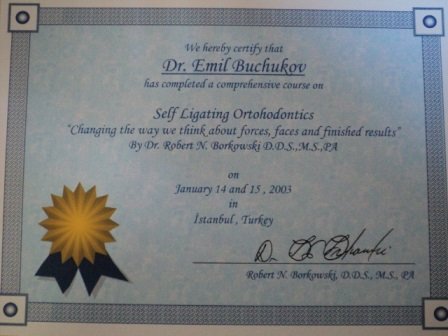 We hereby certify that
Dr. Emil Buchukov
has completed a comprehensive course on
Self Ligating Ortohodontics
"Changing the way we think about forces, faces and finished results"
By Dr. Robert N. Borkowski D.D.S.,M.S.,PA
on
January 14 and 15 , 2003
in
İstanbul , Turkey
Robert N. Borkowski, D.D.S., M.S., PA